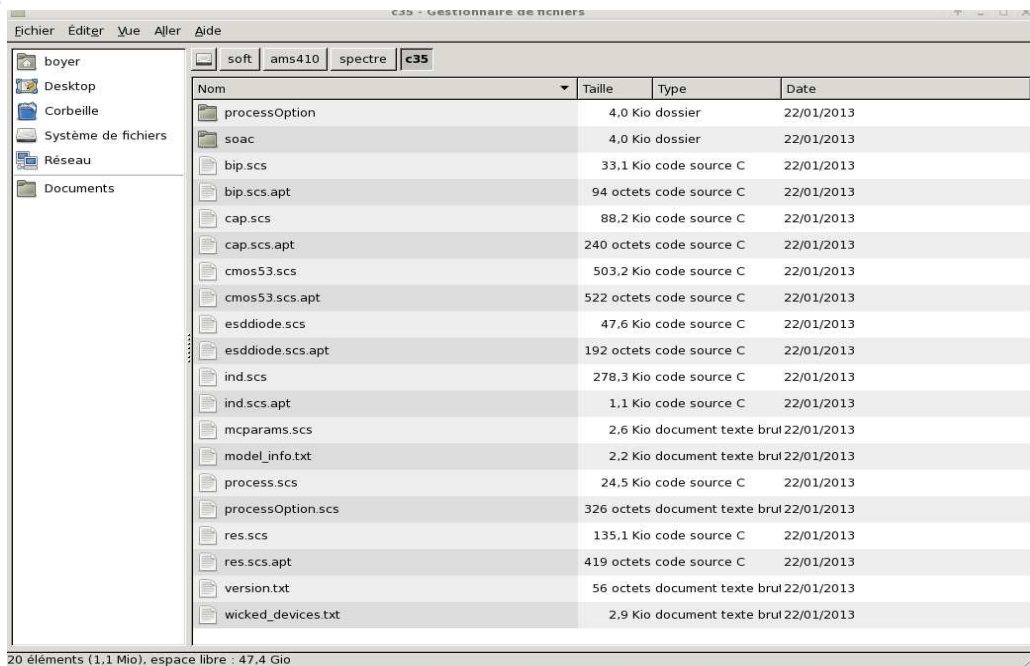 c35 - Gestionnaire de fichiers
Fichier Éditer Vue Aller Aide
boyer
Desktop
Corbeille
Système de fichiers
Réseau
Documents
soft ams410 spectre c35
Nom Taille Type Date
processOption 4,0 Kio dossier 22/01/2013
soac 4,0 Kio dossier 22/01/2013
bip.scs 33,1 Kio code source C 22/01/2013
bip.scs.apt 94 octets code source C 22/01/2013
cap.scs 88,2 Kio code source C 22/01/2013
cap.scs.apt 240 octets code source C 22/01/2013
cmos53.scs 503,2 Kio code source C 22/01/2013
cmos53.scs.apt 522 octets code source C 22/01/2013
esddiode.scs 47,6 Kio code source C 22/01/2013
esddiode.scs.apt 192 octets code source C 22/01/2013
ind.scs 278,3 Kio code source C 22/01/2013
ind.scs.apt 1,1 Kio code source C 22/01/2013
mcparams.scs 2,6 Kio document texte brut 22/01/2013
model_info.txt 2,2 Kio document texte brut 22/01/2013
process.scs 24,5 Kio code source C 22/01/2013
processOption.scs 326 octets document texte brut 22/01/2013
res.scs 135,1 Kio code source C 22/01/2013
res.scs.apt 419 octets code source C 22/01/2013
version.txt 56 octets document texte brut 22/01/2013
wicked_devices.txt 2,9 Kio document texte brut 22/01/2013
20 éléments (1,1 Mio), espace libre : 47,4 Gio